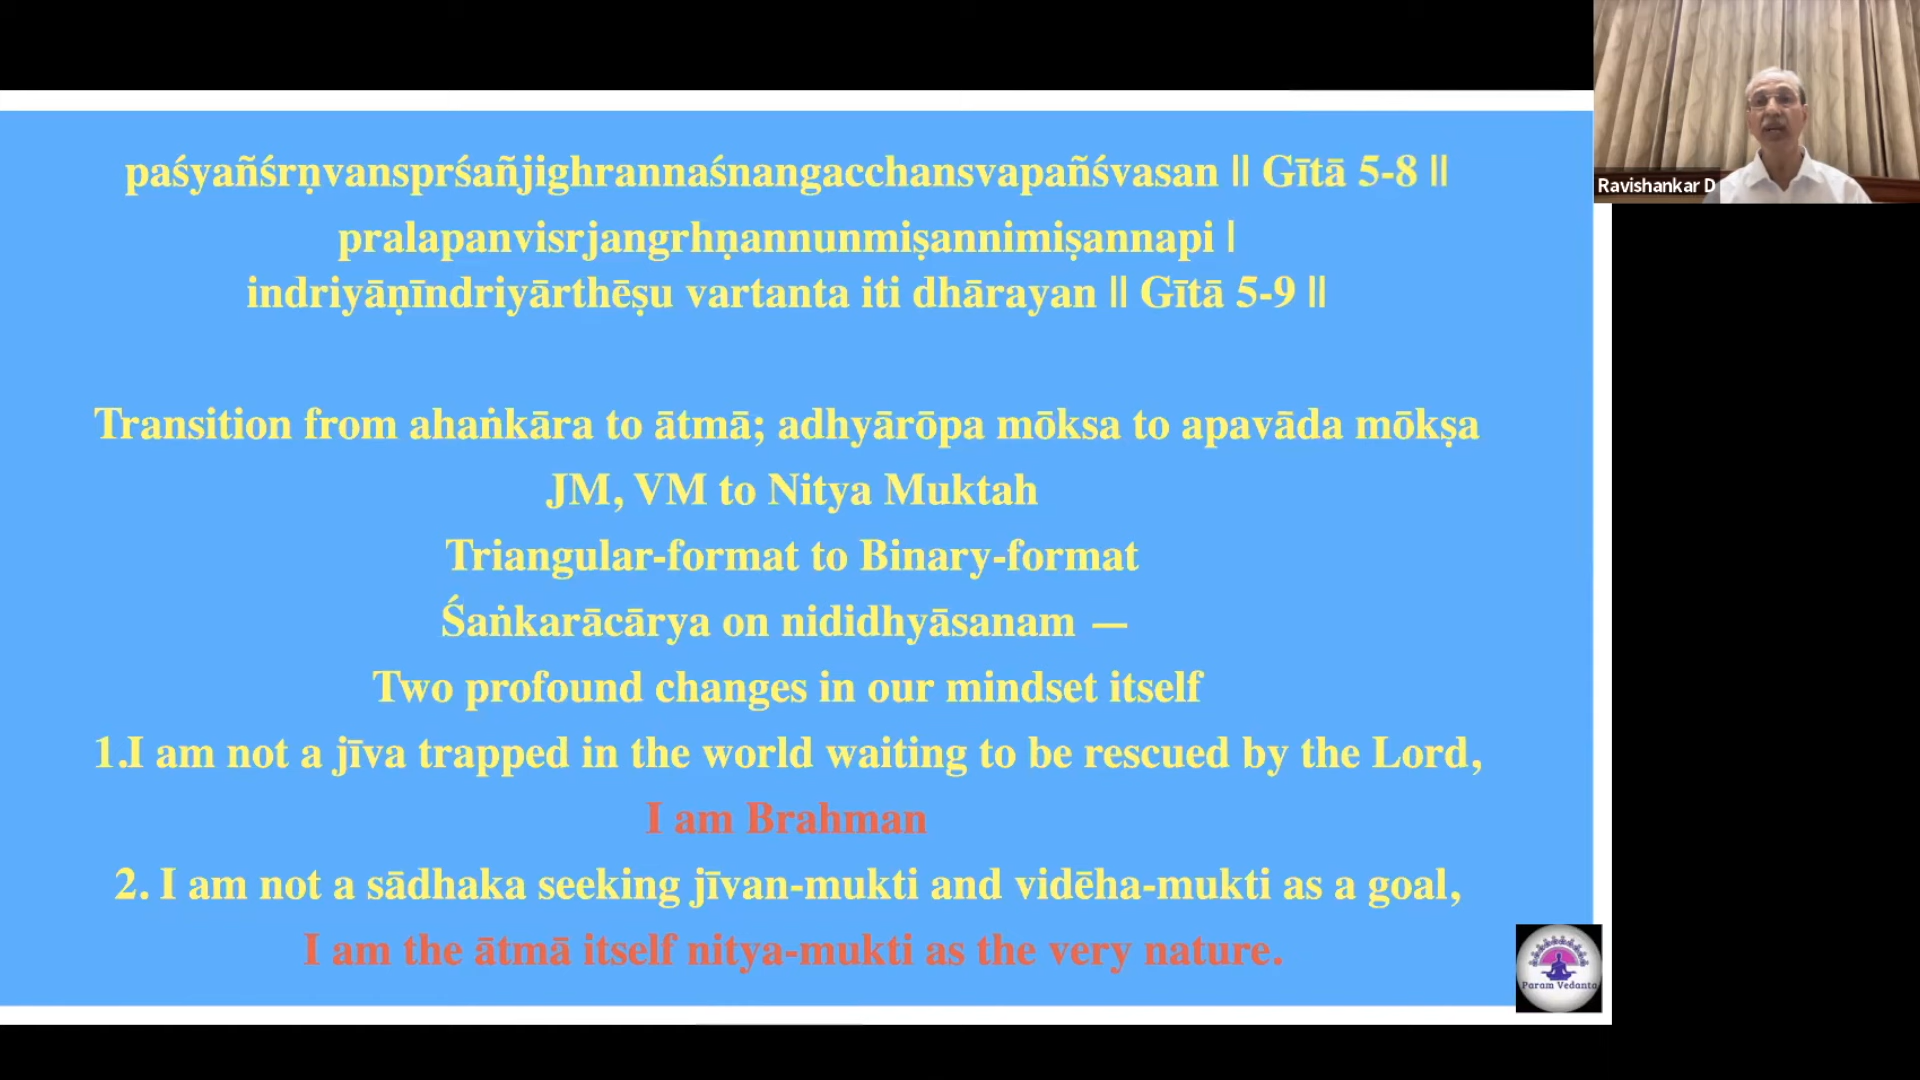 paśyañśrṇvansprśañjighrannaśnangacchansvapañśvasan || Gītā 5-8 ||
pralapanvisrjangrhṇannunmiṣannimiṣannapi |
indriyāṇīndriyārthēṣu vartanta iti dhārayan || Gītā 5-9 ||
Transition from ahaṅkāra to ātmā; adhyārōpa mōksa to apavāda mōkṣa
JM, VM to Nitya Muktah
Triangular-format to Binary-format
Śaṅkarācārya on nididhyāsanam —
Two profound changes in our mindset itself
1.I am not a jīva trapped in the world waiting to be rescued by the Lord,
I am Brahman
2. I am not a sādhaka seeking jīvan-mukti and vidēha-mukti as a goal,
I am the ātmā itself nitya-mukti as the very nature.
Ravishankar D
Param Vedanta